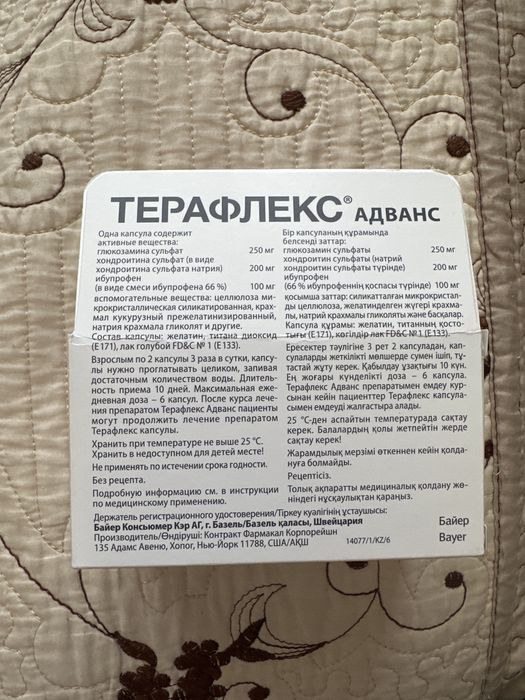 ТЕРАФЛЕКС® АДВАНС
Одна капсула содержит
активные вещества:
глюкозамина сульфат 250 мг
хондроитина сульфат (в виде
хондроитина сульфата натрия) 200 мг
ибупрофен
(в виде смеси ибупрофена 66 %) 100 мг
вспомогательные вещества: целлюлоза ми-
кокристаллическая силикатированная, крах-
мал кукурузный прежелатинизированный,
натрия крахмала гликолят и другие.
Состав капсулы: желатин, титана диоксид
(Е171), лак голубой FD&C № 1 (Е133).
Взрослым по 2 капсулы 3 раза в сутки, капсу-
лы нужно проглатывать целиком, запивая
достаточным количеством воды. Длитель-
ность приема 10 дней. Максимальная еже-
дневная доза – 6 капсул. После курса лече-
ния препаратом Терафлекс Адванс пациенты
могут продолжить лечение препаратом
Терафлекс капсулы.
Хранить при температуре не выше 25 °С.
Хранить в недоступном для детей месте!
Не применять по истечении срока годности.
Без рецепта.
Подробную информацию см. в инструкции
по медицинскому применению.
Бір капсуланың құрамында
белсенді заттар:
глюкозамин сульфаты 250 мг
хондроитин сульфаты (натрий
хондроитин сульфаты түрінде) 200 мг
ибупрофен
(66 % ибупрофеннің қоспасы түрінде) 100 мг
қосымша заттар: силикатталған микрокристал-
ды целлюлоза, желатинделген жүгері крахма-
лы, натрий крахмалы гликоляты және басқалар.
Капсула құрамы: желатин, титанның қосто-
тығы (Е171), көгілдір лак FD&C №1 (Е133).
Ересектер тәулігіне 3 рет 2 капсуладан, кап-
сулаларды жеткілікті мөлшерде сумен ішіп, тұ-
тастай жұту керек. Қабылдау ұзақтығы 10 күн.
Ең жоғары күнделікті доза – 6 капсула.
Терафлекс Адванс препаратымен емдеу кур-
сынан кейін пациенттер Терафлекс капсула-
сымен емдеуді жалғастыра алады.
25 °С-ден аспайтын температурада сақтау
керек. Балалардың қолы жетпейтін жерде
сақтау керек!
Жарамдылық мерзімі өткеннен кейін қолда-
нуға болмайды.
Рецептісіз.
Толық ақпаратты медициналық қолдану жө-
ніндегі нұсқаулықтан қараңыз.
Держатель регистрационного удостоверения/Тіркеу куәлігінің ұстаушысы:
Байер Консьюмер Кэр АГ, г. Базель/Базель қаласы, Швейцария
Производитель/Өндіруші: Контракт Фармакал Корпорейшн
135 Адамс Авеню, Хопог, Нью-Йорк 11788, США/АҚШ
14077/1/KZ/6
Байер
Bayer